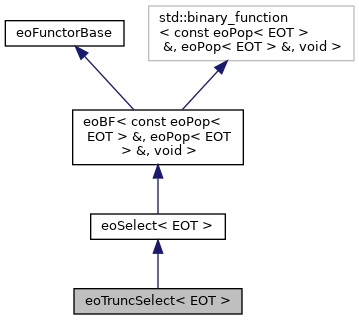 eoFunctorBase
std::binary_function
< const eoPop< EOT >
&, eoPop< EOT > &, void >
eoBF< const eoPop<
EOT > &, eoPop< EOT
> &, void >
eoSelect< EOT >
eoTruncSelect< EOT >